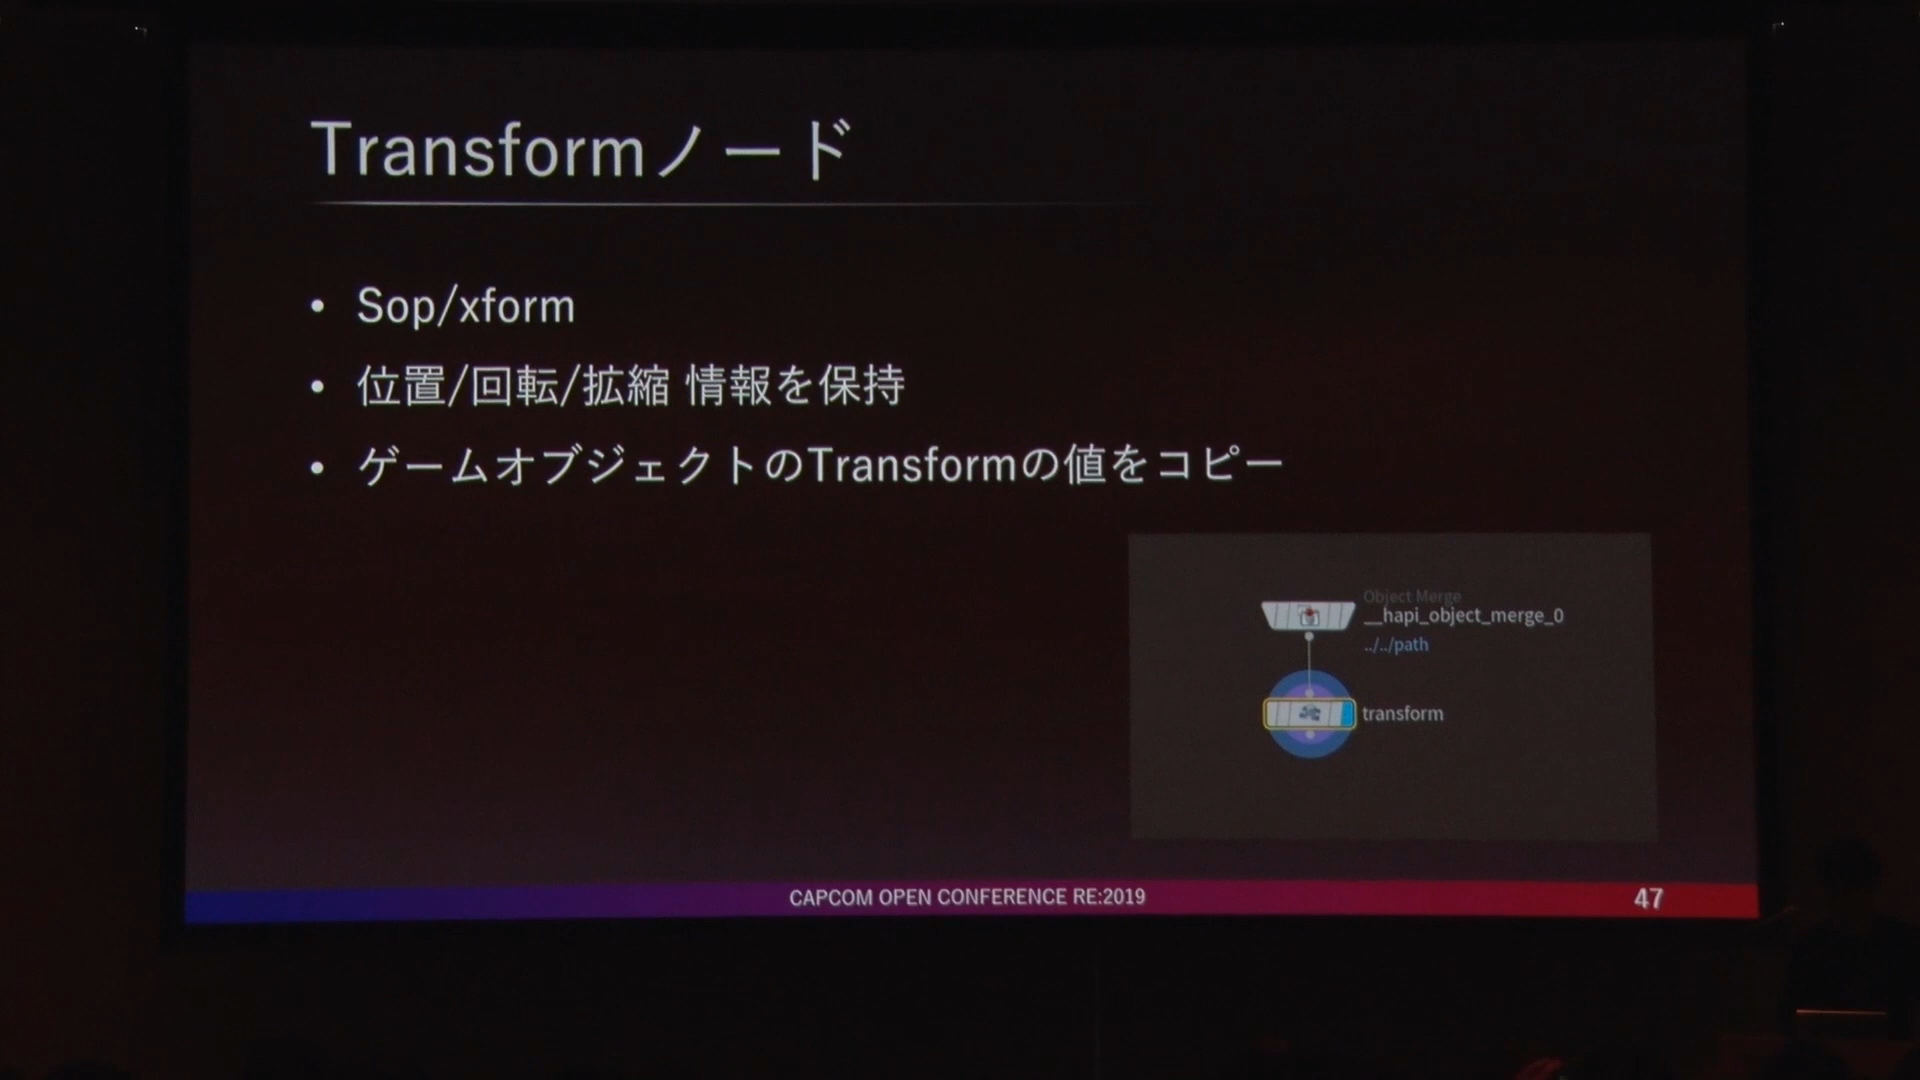 Transformノード
• Sop/xform
• 位置/回転/拡縮 情報を保持
• ゲームオブジェクトのTransformの値をコピー
Object Merge
__hapi_object_merge_0
../../path
transform
CAPCOM OPEN CONFERENCE RE:2019
47